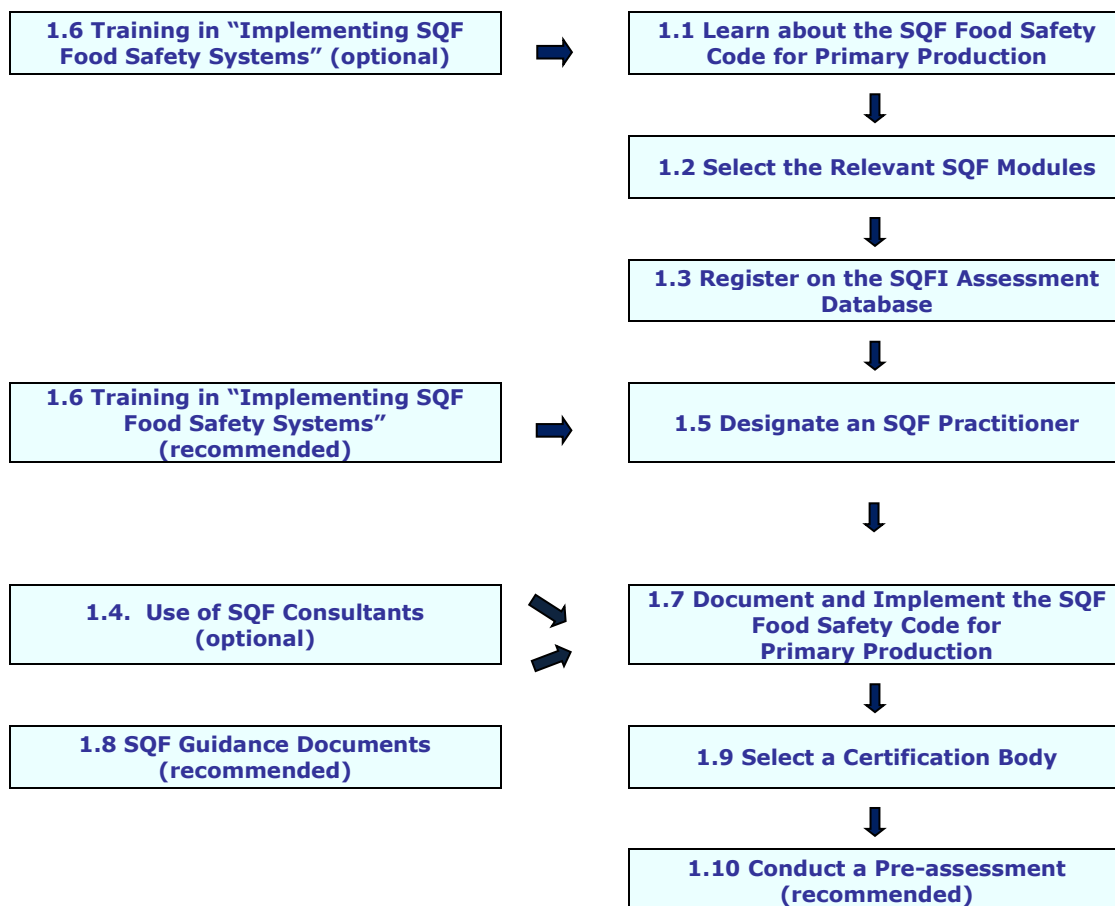 1.6 Training in “Implementing SQF
Food Safety Systems” (optional)
1.1 Learn about the SQF Food Safety
Code for Primary Production
1.2 Select the Relevant SQF Modules
1.3 Register on the SQFI Assessment
Database
1.6 Training in “Implementing SQF
Food Safety Systems”
(recommended)
1.5 Designate an SQF Practitioner
1.4.  Use of SQF Consultants
(optional)
1.7 Document and Implement the SQF
Food Safety Code for
Primary Production
1.8 SQF Guidance Documents
(recommended)
1.9 Select a Certification Body
1.10 Conduct a Pre-assessment
(recommended)